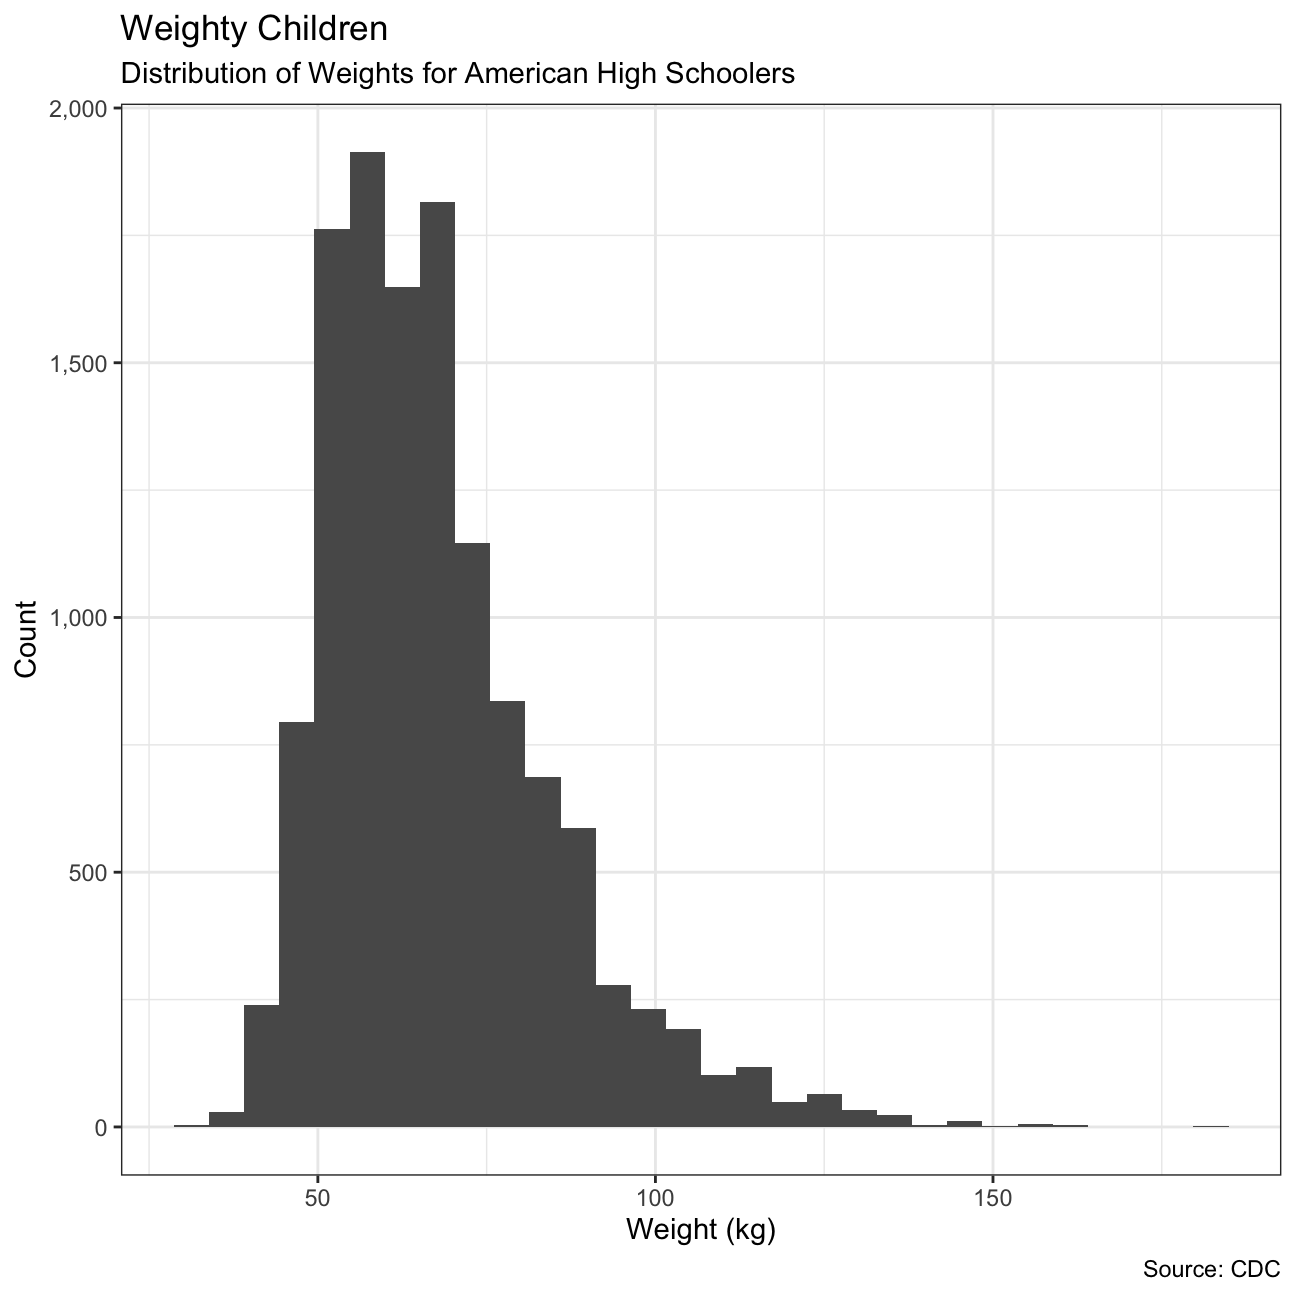 Weighty Children
Distribution of Weights for American High Schoolers
2,000
1,500
1,000
500
0
Count
50 100 150
Weight (kg)
Source: CDC